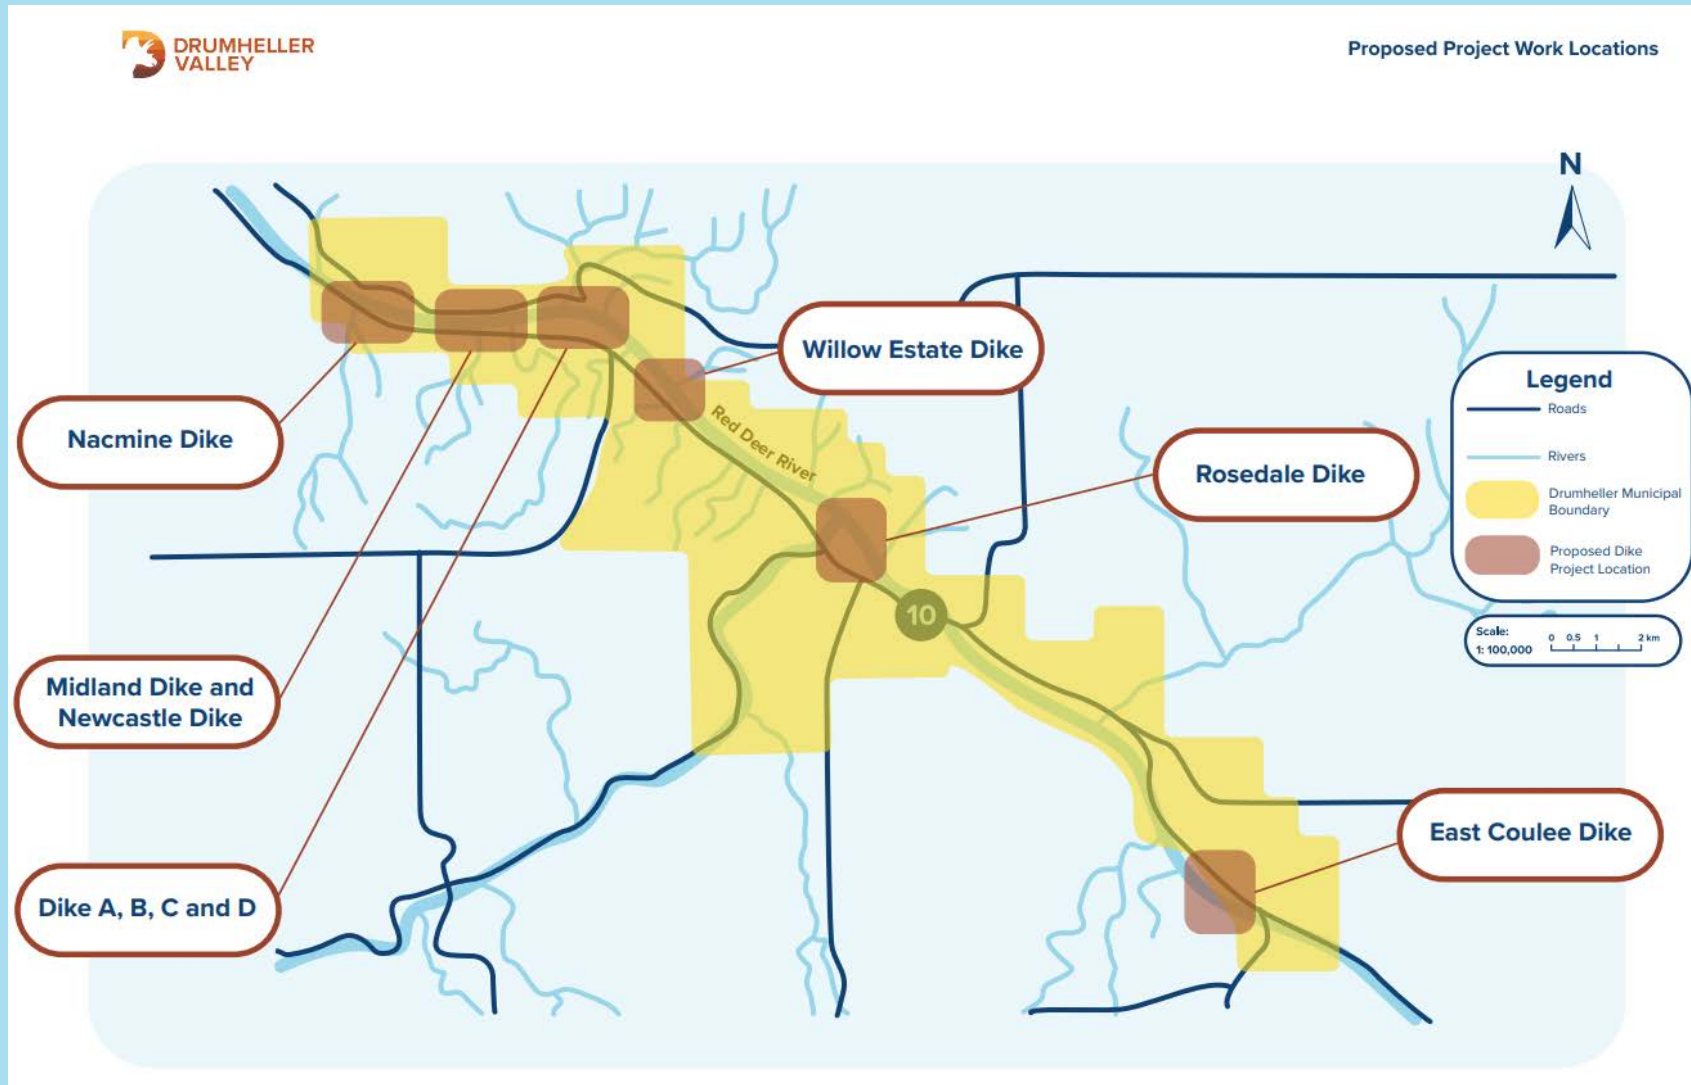 DRUMHELLER
VALLEY
Proposed Project Work Locations
N
Willow Estate Dike
Legend
Roads
Rivers
Drumheller Municipal
Boundary
Proposed Dike
Project Location
Scale:
1: 100,000
0 0.5 1 2 km
Nacmine Dike
Red Deer River
Rosedale Dike
10
Midland Dike and
Newcastle Dike
East Coulee Dike
Dike A, B, C and D